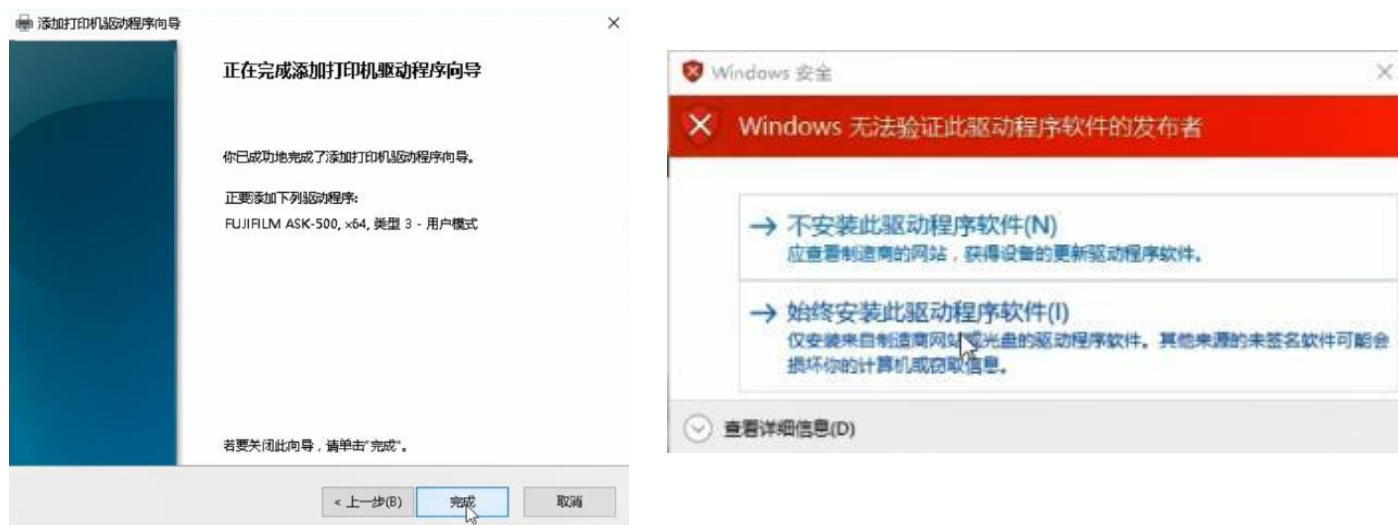 添加打印机驱动程序向导
正在完成添加打印机驱动程序向导
你已成功地完成了添加打印机驱动程序向导。
正要添加下列驱动程序:
FUJIFILM ASK-500, x64, 类型 3 - 用户模式
若要关闭此向导，请单击"完成"。
< 上一步(B)
完成
取消
Windows 安全
Windows 无法验证此驱动程序软件的发布者
不安装此驱动程序软件(N)
应查看制造商的网站，获得设备的更新驱动程序软件。
始终安装此驱动程序软件(I)
仅安装来自制造商网站或光盘的驱动程序软件。其他来源的未签名软件可能会
损坏你的计算机或窃取信息。
查看详细信息(D)